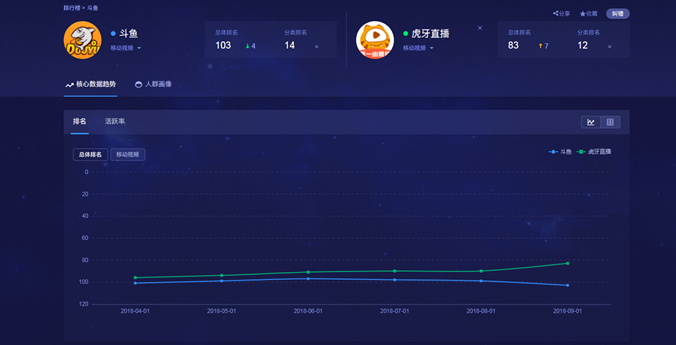 排行榜 > 斗鱼
分享 收藏 纠错
斗鱼
移动视频
总体排名 分类排名
103 4 14 =
虎牙直播
移动视频
总体排名 分类排名
83 7 12 =
核心数据趋势 人群画像
排名 活跃率
总体排名 移动视频
斗鱼 虎牙直播
0
20
40
60
80
100
120
2018-04-01 2018-05-01 2018-06-01 2018-07-01 2018-08-01 2018-09-01